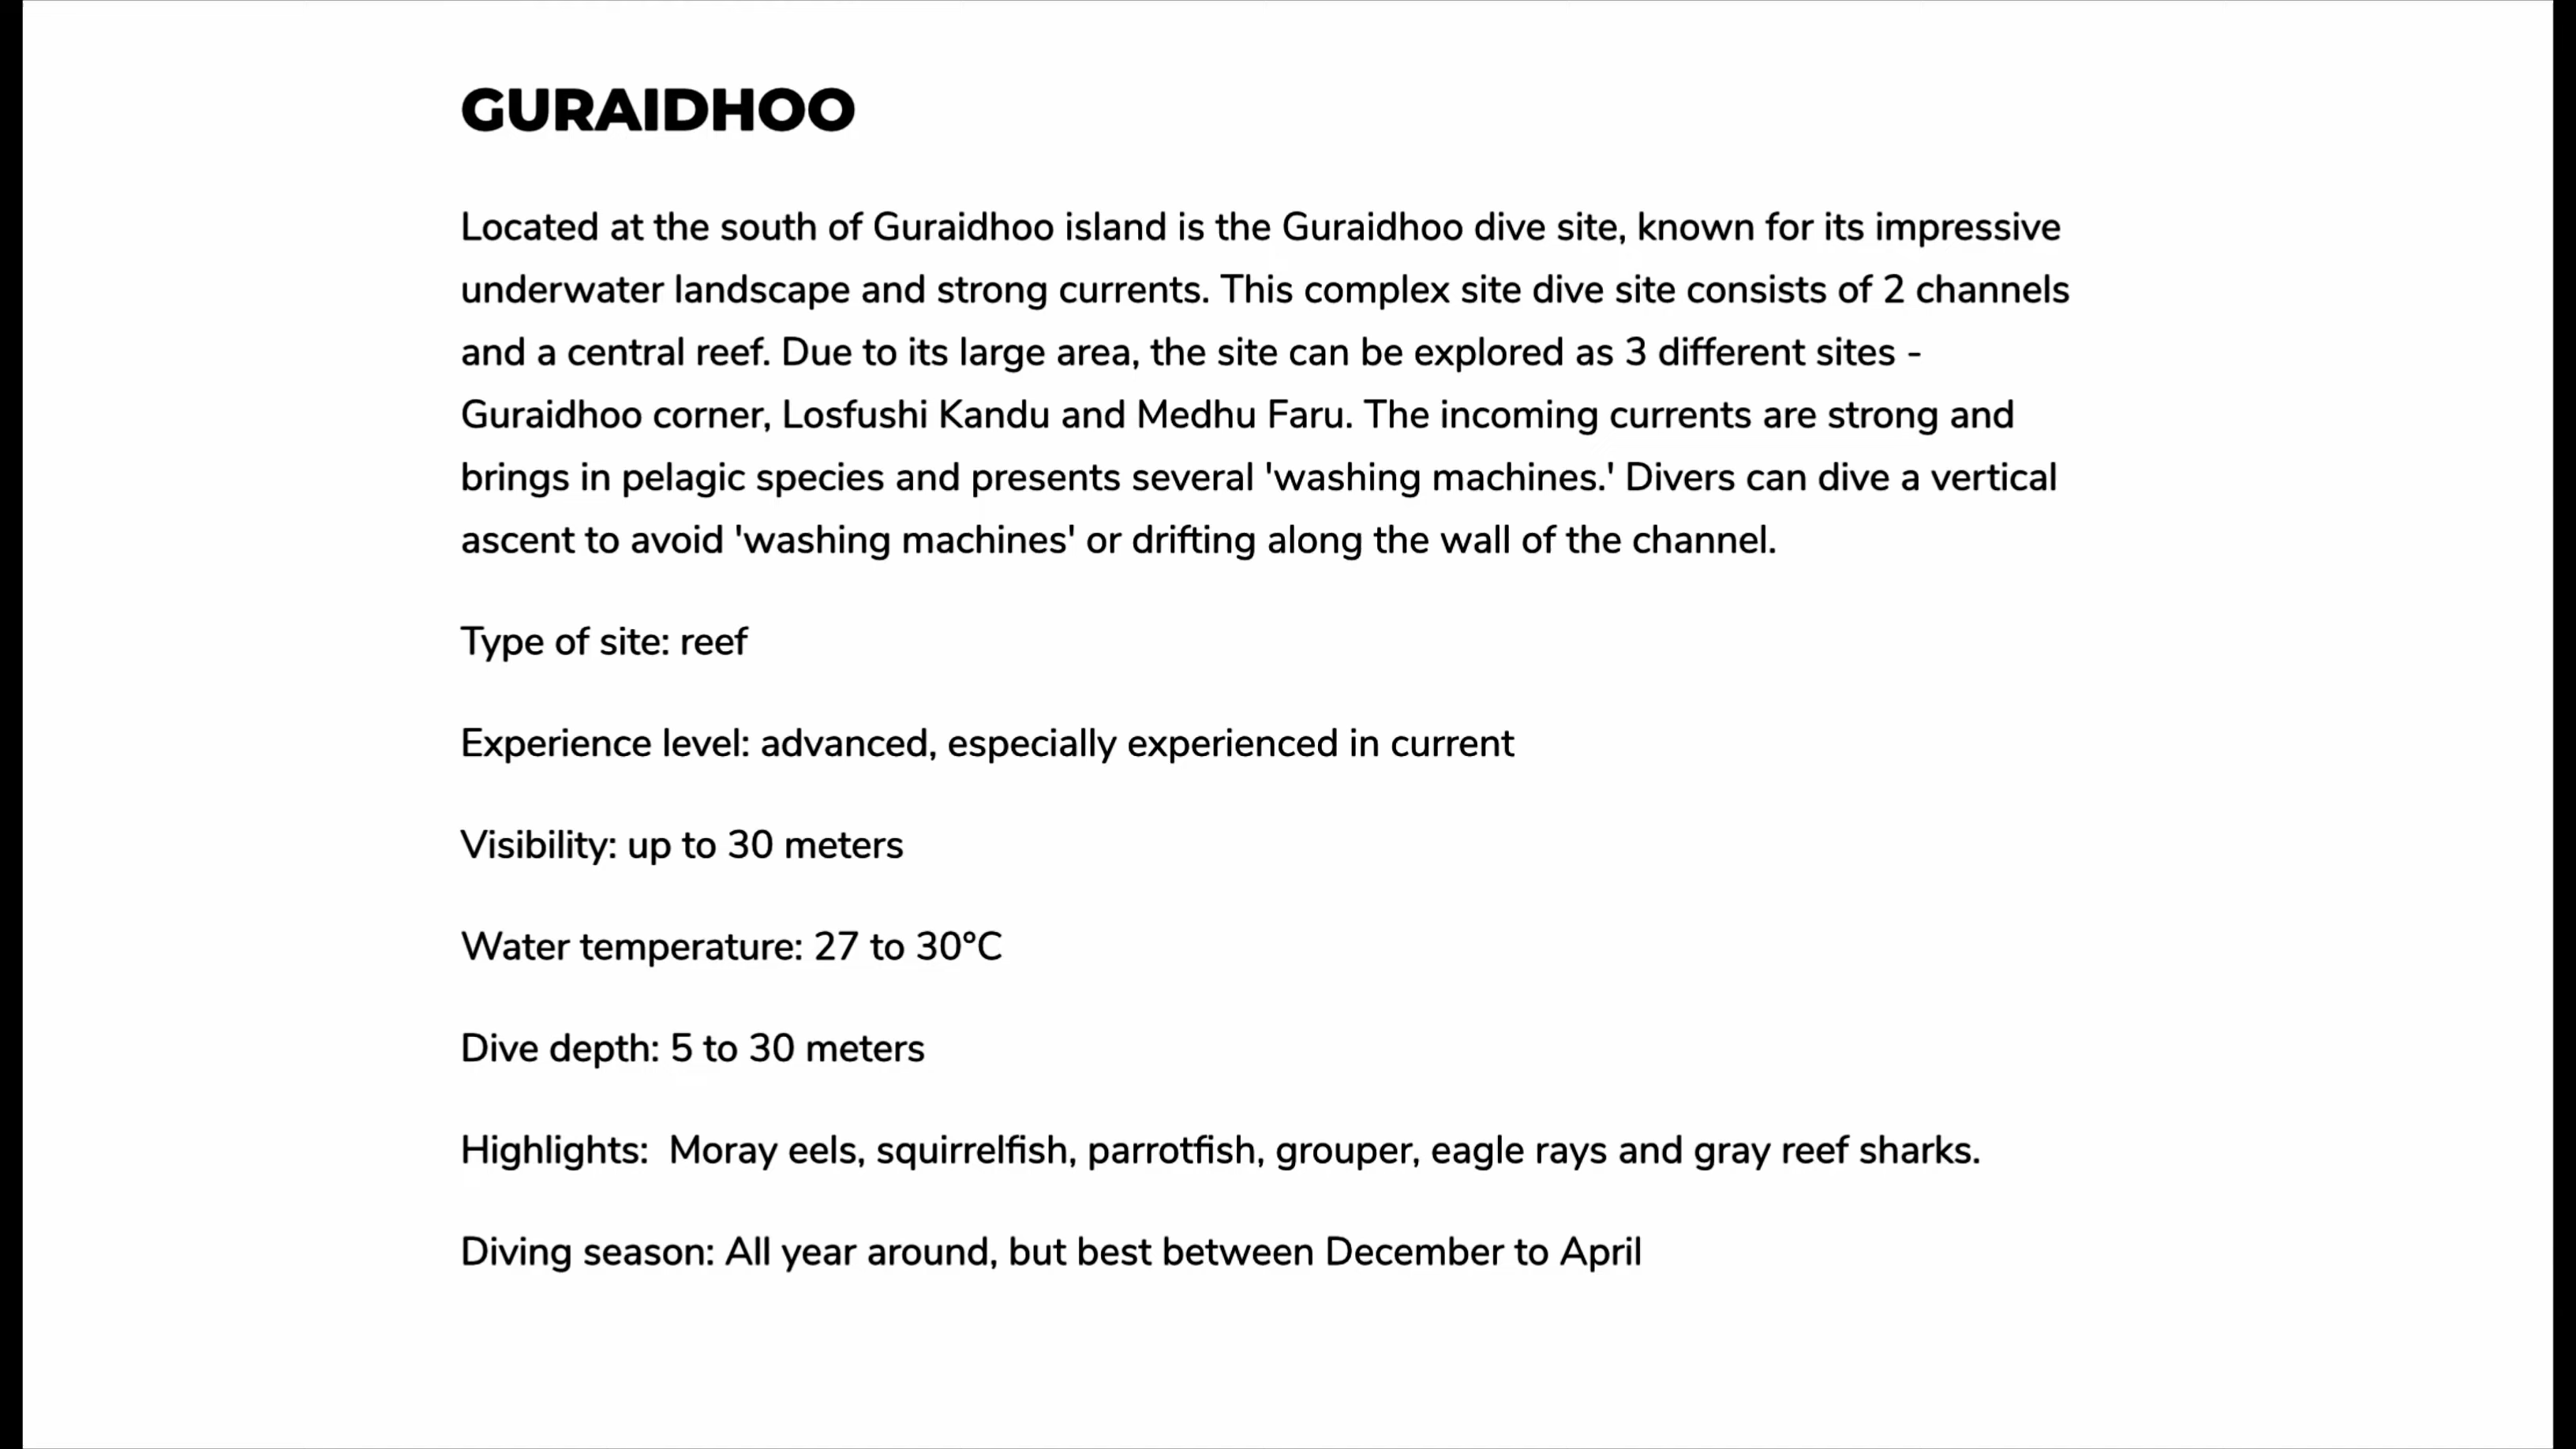 GURAIDHOO
Located at the south of Guraidhoo island is the Guraidhoo dive site, known for its impressive
underwater landscape and strong currents. This complex site dive site consists of 2 channels
and a central reef. Due to its large area, the site can be explored as 3 different sites -
Guraidhoo corner, Losfushi Kandu and Medhu Faru. The incoming currents are strong and
brings in pelagic species and presents several 'washing machines.' Divers can dive a vertical
ascent to avoid 'washing machines' or drifting along the wall of the channel.
Type of site: reef
Experience level: advanced, especially experienced in current
Visibility: up to 30 meters
Water temperature: 27 to 30°C
Dive depth: 5 to 30 meters
Highlights:  Moray eels, squirrelfish, parrotfish, grouper, eagle rays and gray reef sharks.
Diving season: All year around, but best between December to April